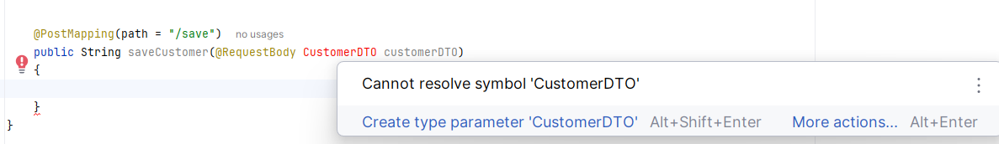 @PostMapping(path = "/save") no usages
public String saveCustomer(@RequestBody CustomerDTO customerDTO)
{
Cannot resolve symbol 'CustomerDTO'
Create type parameter 'CustomerDTO' Alt+Shift+Enter More actions... Alt+Enter
}
}